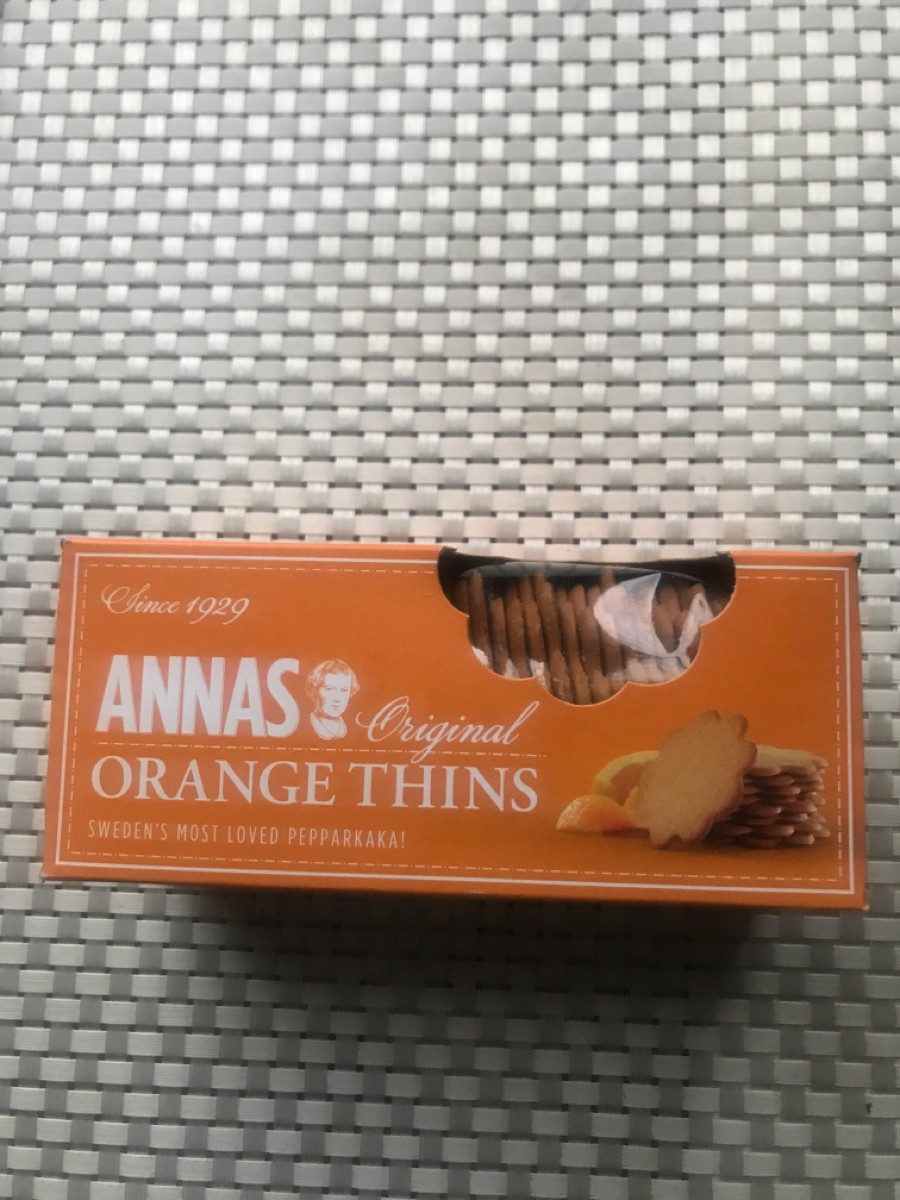 Since 1929
ANNAS Original
ORANGE THINS
SWEDEN'S MOST LOVED PEPPARKAKA!